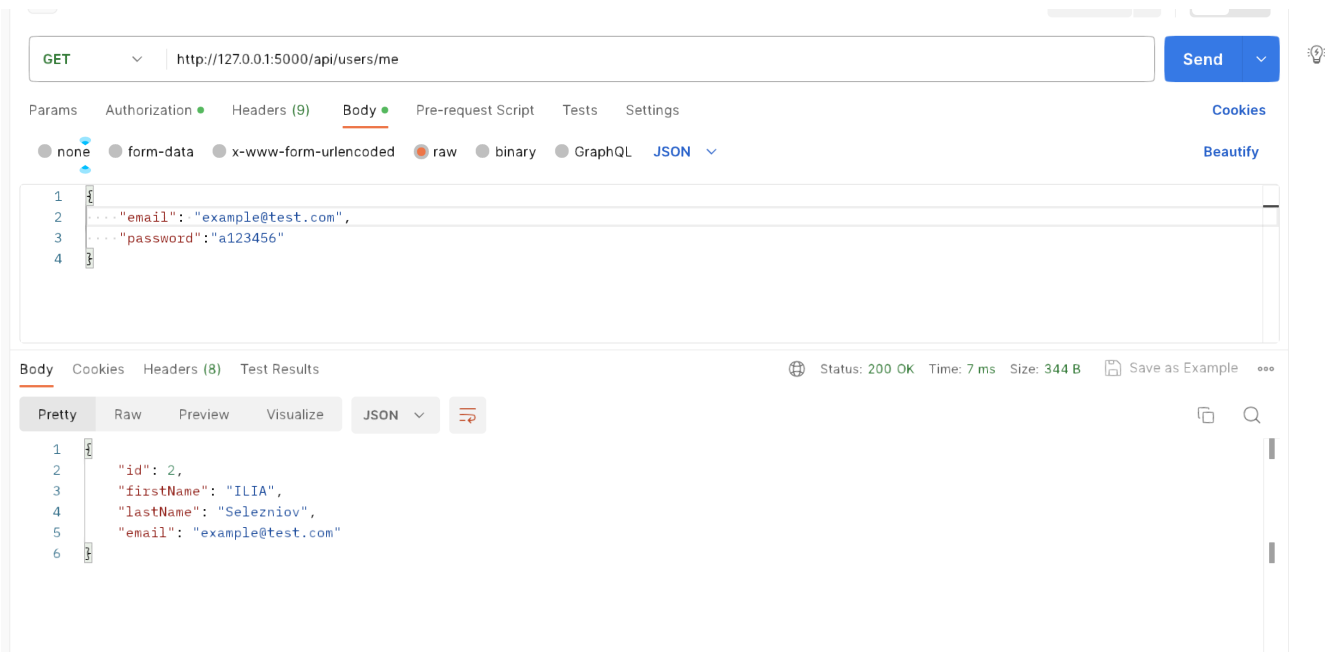 GET http://127.0.0.1:5000/api/users/me Send
Params Authorization Headers (9) Body Pre-request Script Tests Settings Cookies
none form-data x-www-form-urlencoded raw binary GraphQL JSON Beautify
1 {
2 ····"email":·"example@test.com",
3 ····"password":"a123456"
4 }
Body Cookies Headers (8) Test Results Status: 200 OK Time: 7 ms Size: 344 B Save as Example
Pretty Raw Preview Visualize JSON
1 {
2 "id": 2,
3 "firstName": "ILIA",
4 "lastName": "Selezniov",
5 "email": "example@test.com"
6 }